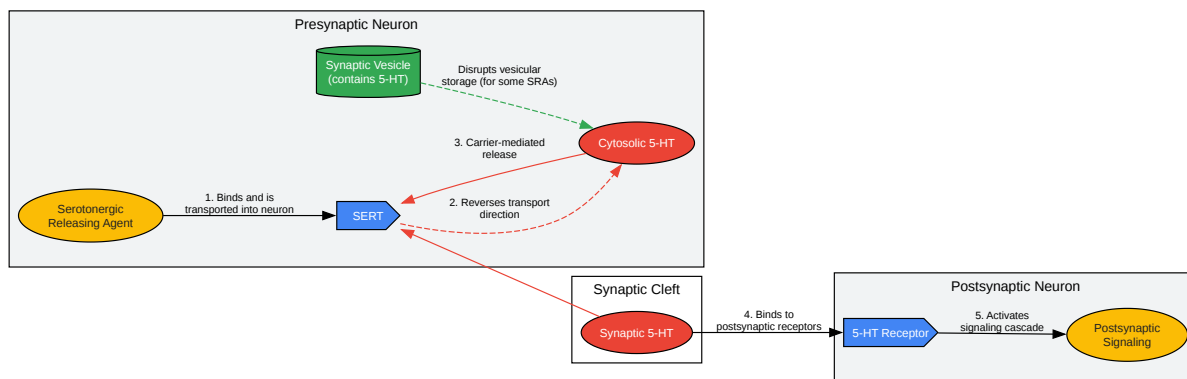 Presynaptic Neuron
Synaptic Vesicle
(contains 5-HT)
Disrupts vesicular
storage (for some SRAs)
Cytosolic 5-HT
3. Carrier-mediated
release
Serotonergic
Releasing Agent
1. Binds and is
transported into neuron
SERT
2. Reverses transport
direction
Synaptic Cleft
Synaptic 5-HT
4. Binds to
postsynaptic receptors
Postsynaptic Neuron
5-HT Receptor
5. Activates
signaling cascade
Postsynaptic
Signaling